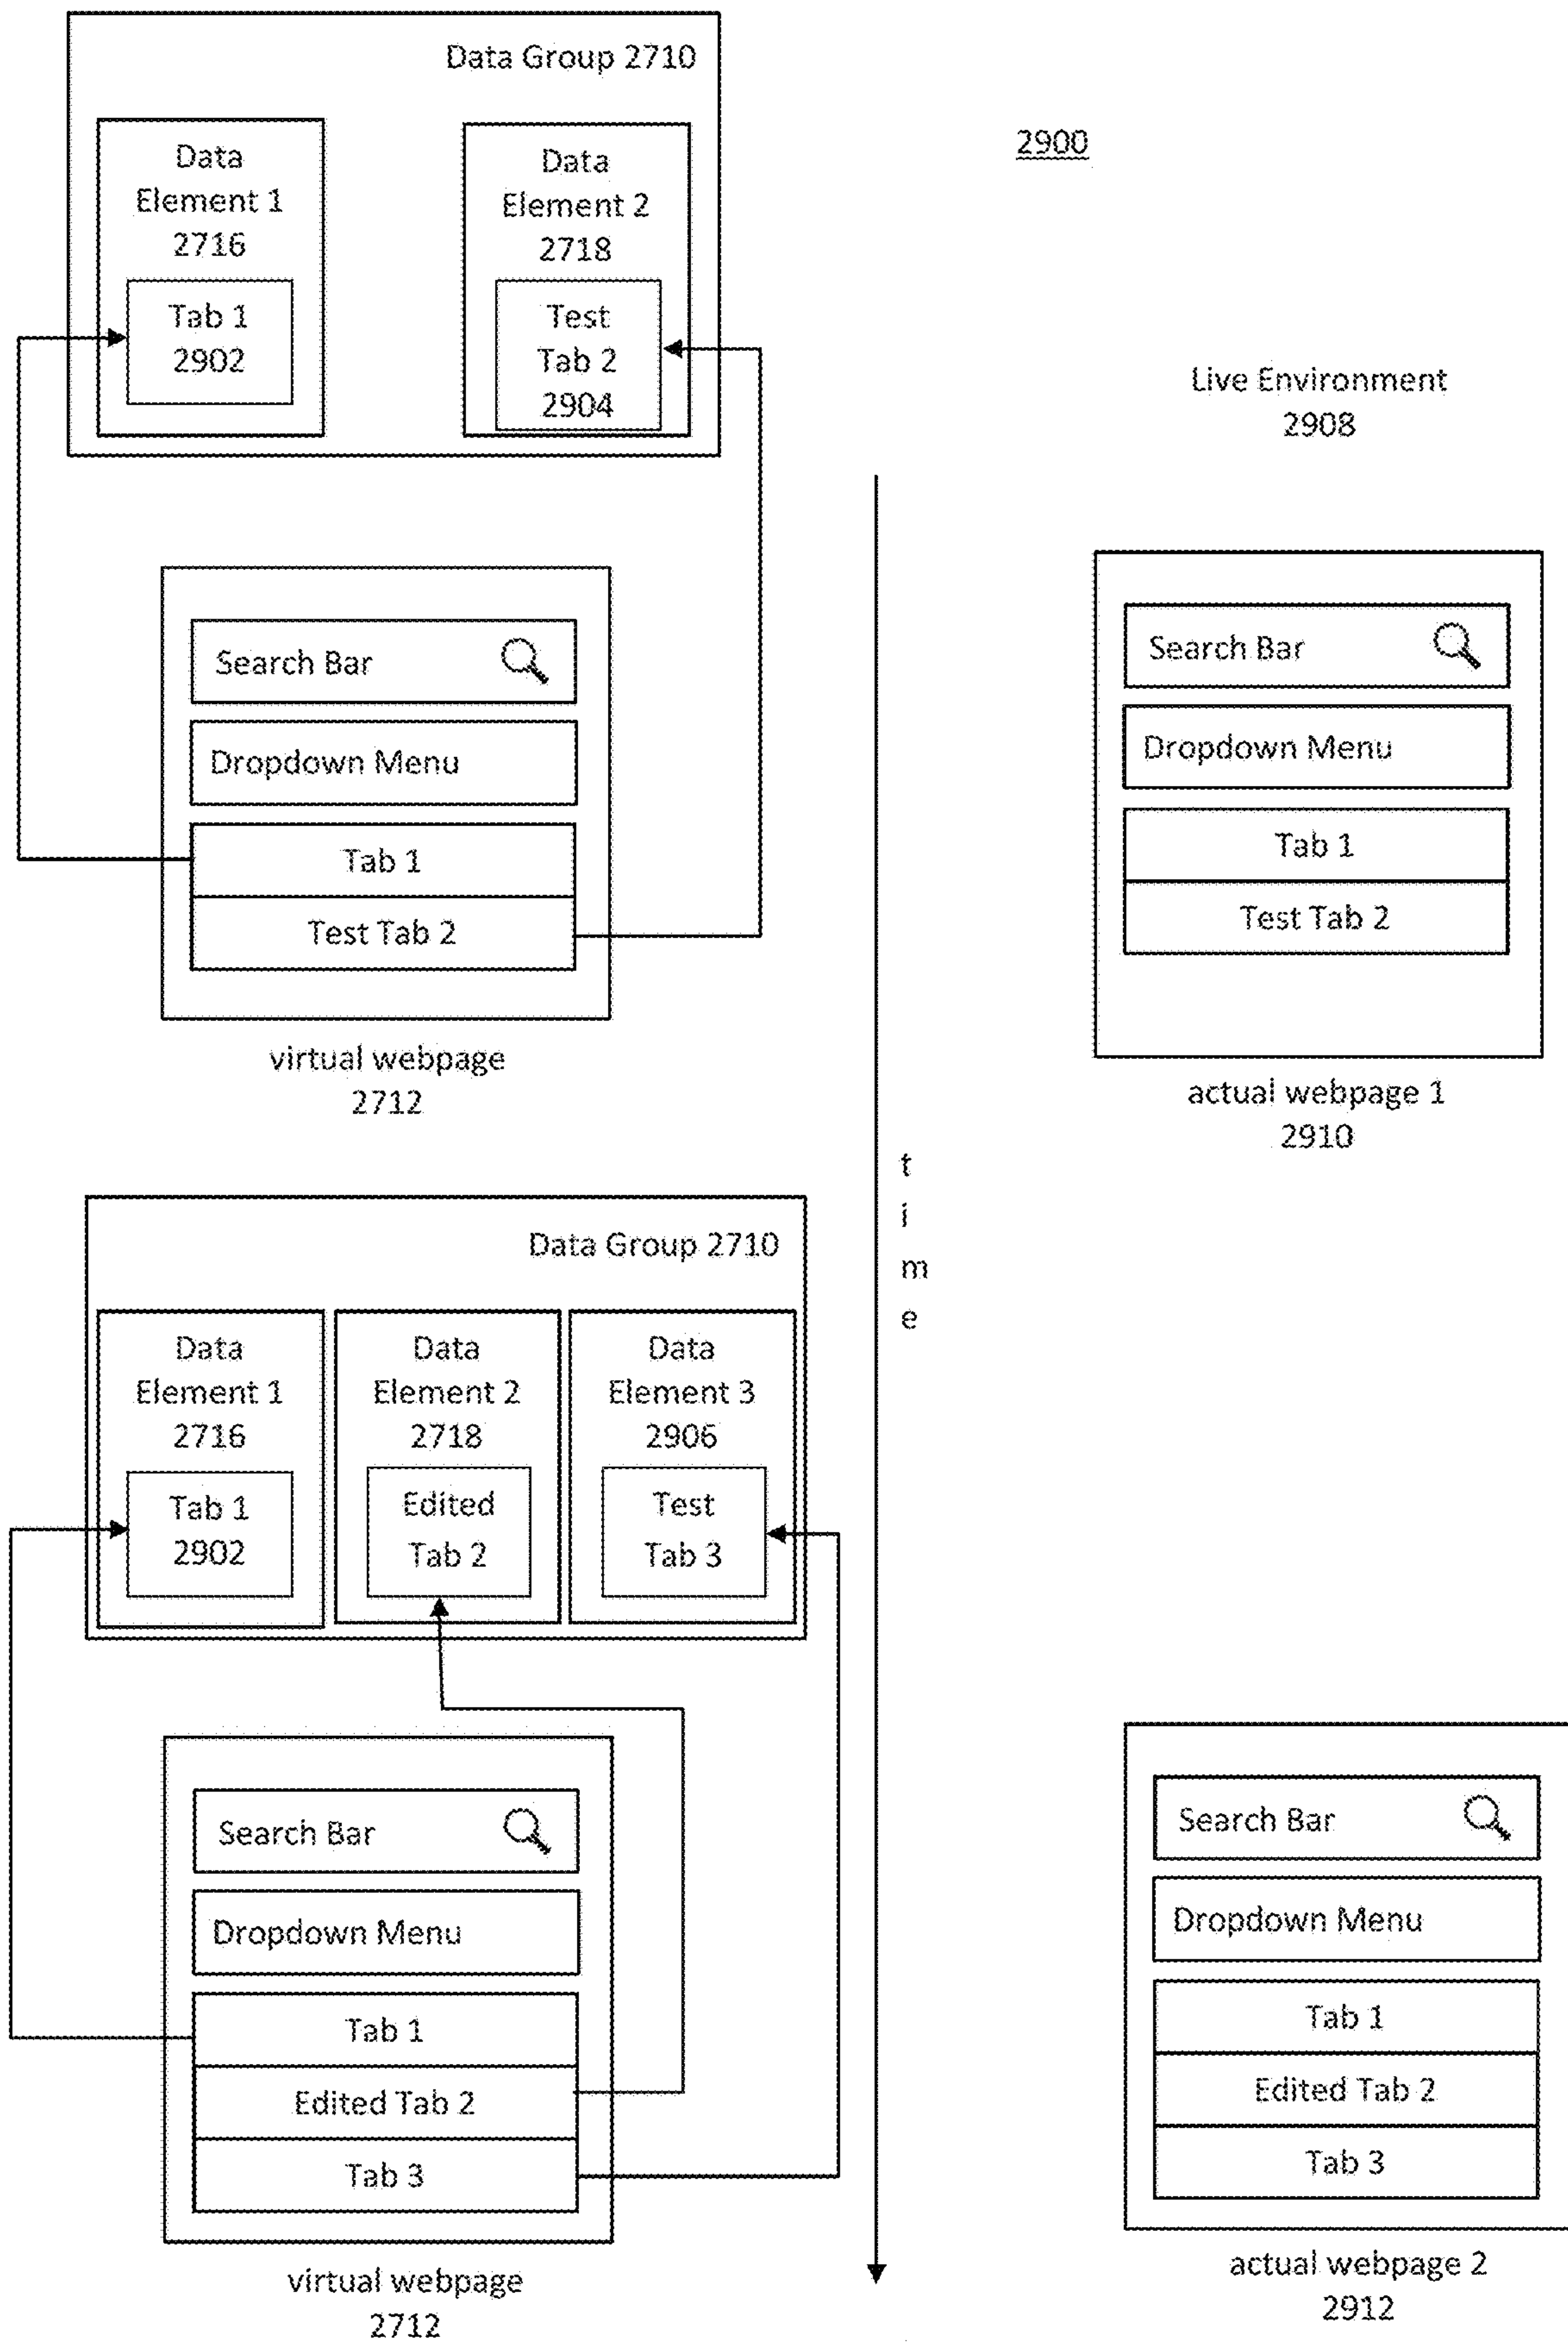 Data Group 2710
Data
Element 1
2716
Tab 1
2902
Data
Element 2
2718
Test
Tab 2
2904
2900
Live Environment
2908
Search Bar
Dropdown Menu
Tab 1
Test Tab 2
virtual webpage
2712
Search Bar
Dropdown Menu
Tab 1
Test Tab 2
actual webpage 1
2910
t
i
m
e
Data Group 2710
Data
Element 1
2716
Tab 1
2902
Data
Element 2
2718
Edited
Tab 2
Data
Element 3
2906
Test
Tab 3
Search Bar
Dropdown Menu
Tab 1
Edited Tab 2
Tab 3
virtual webpage
2712
Search Bar
Dropdown Menu
Tab 1
Edited Tab 2
Tab 3
actual webpage 2
2912